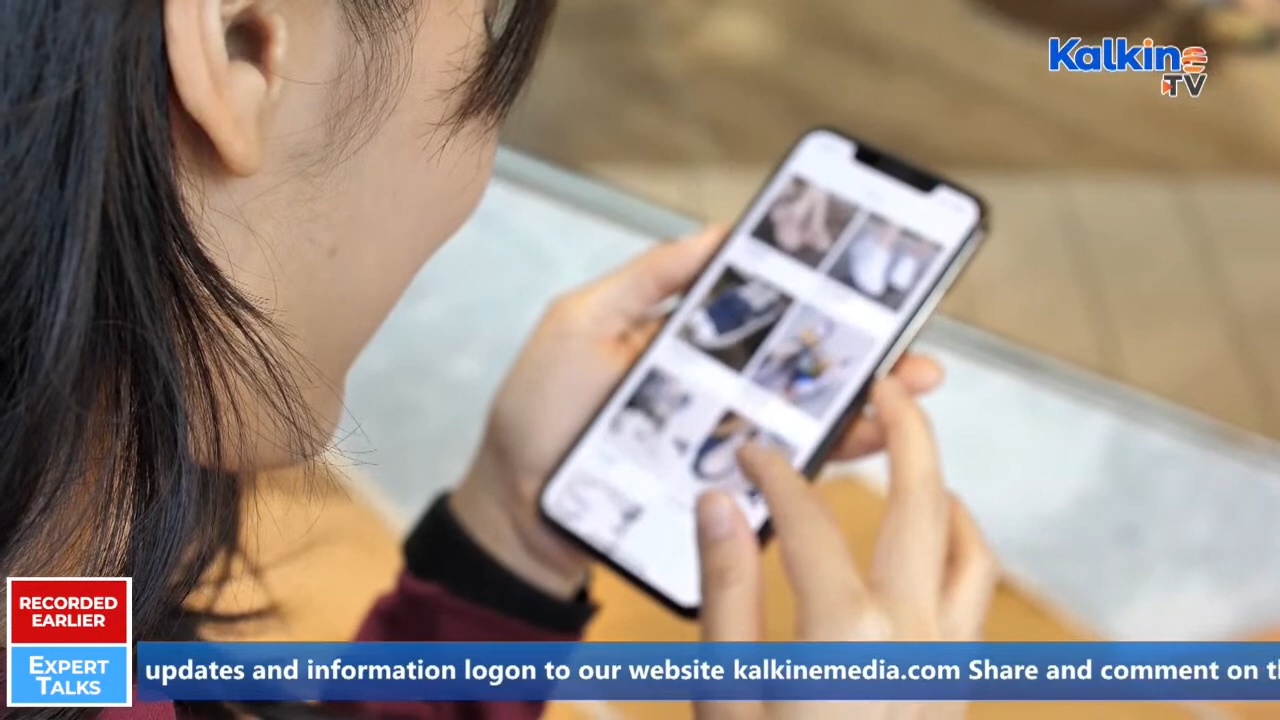 Kalkine
TV
RECORDED
EARLIER
EXPERT
TALKS
updates and information logon to our website kalkinemedia.com Share and comment on